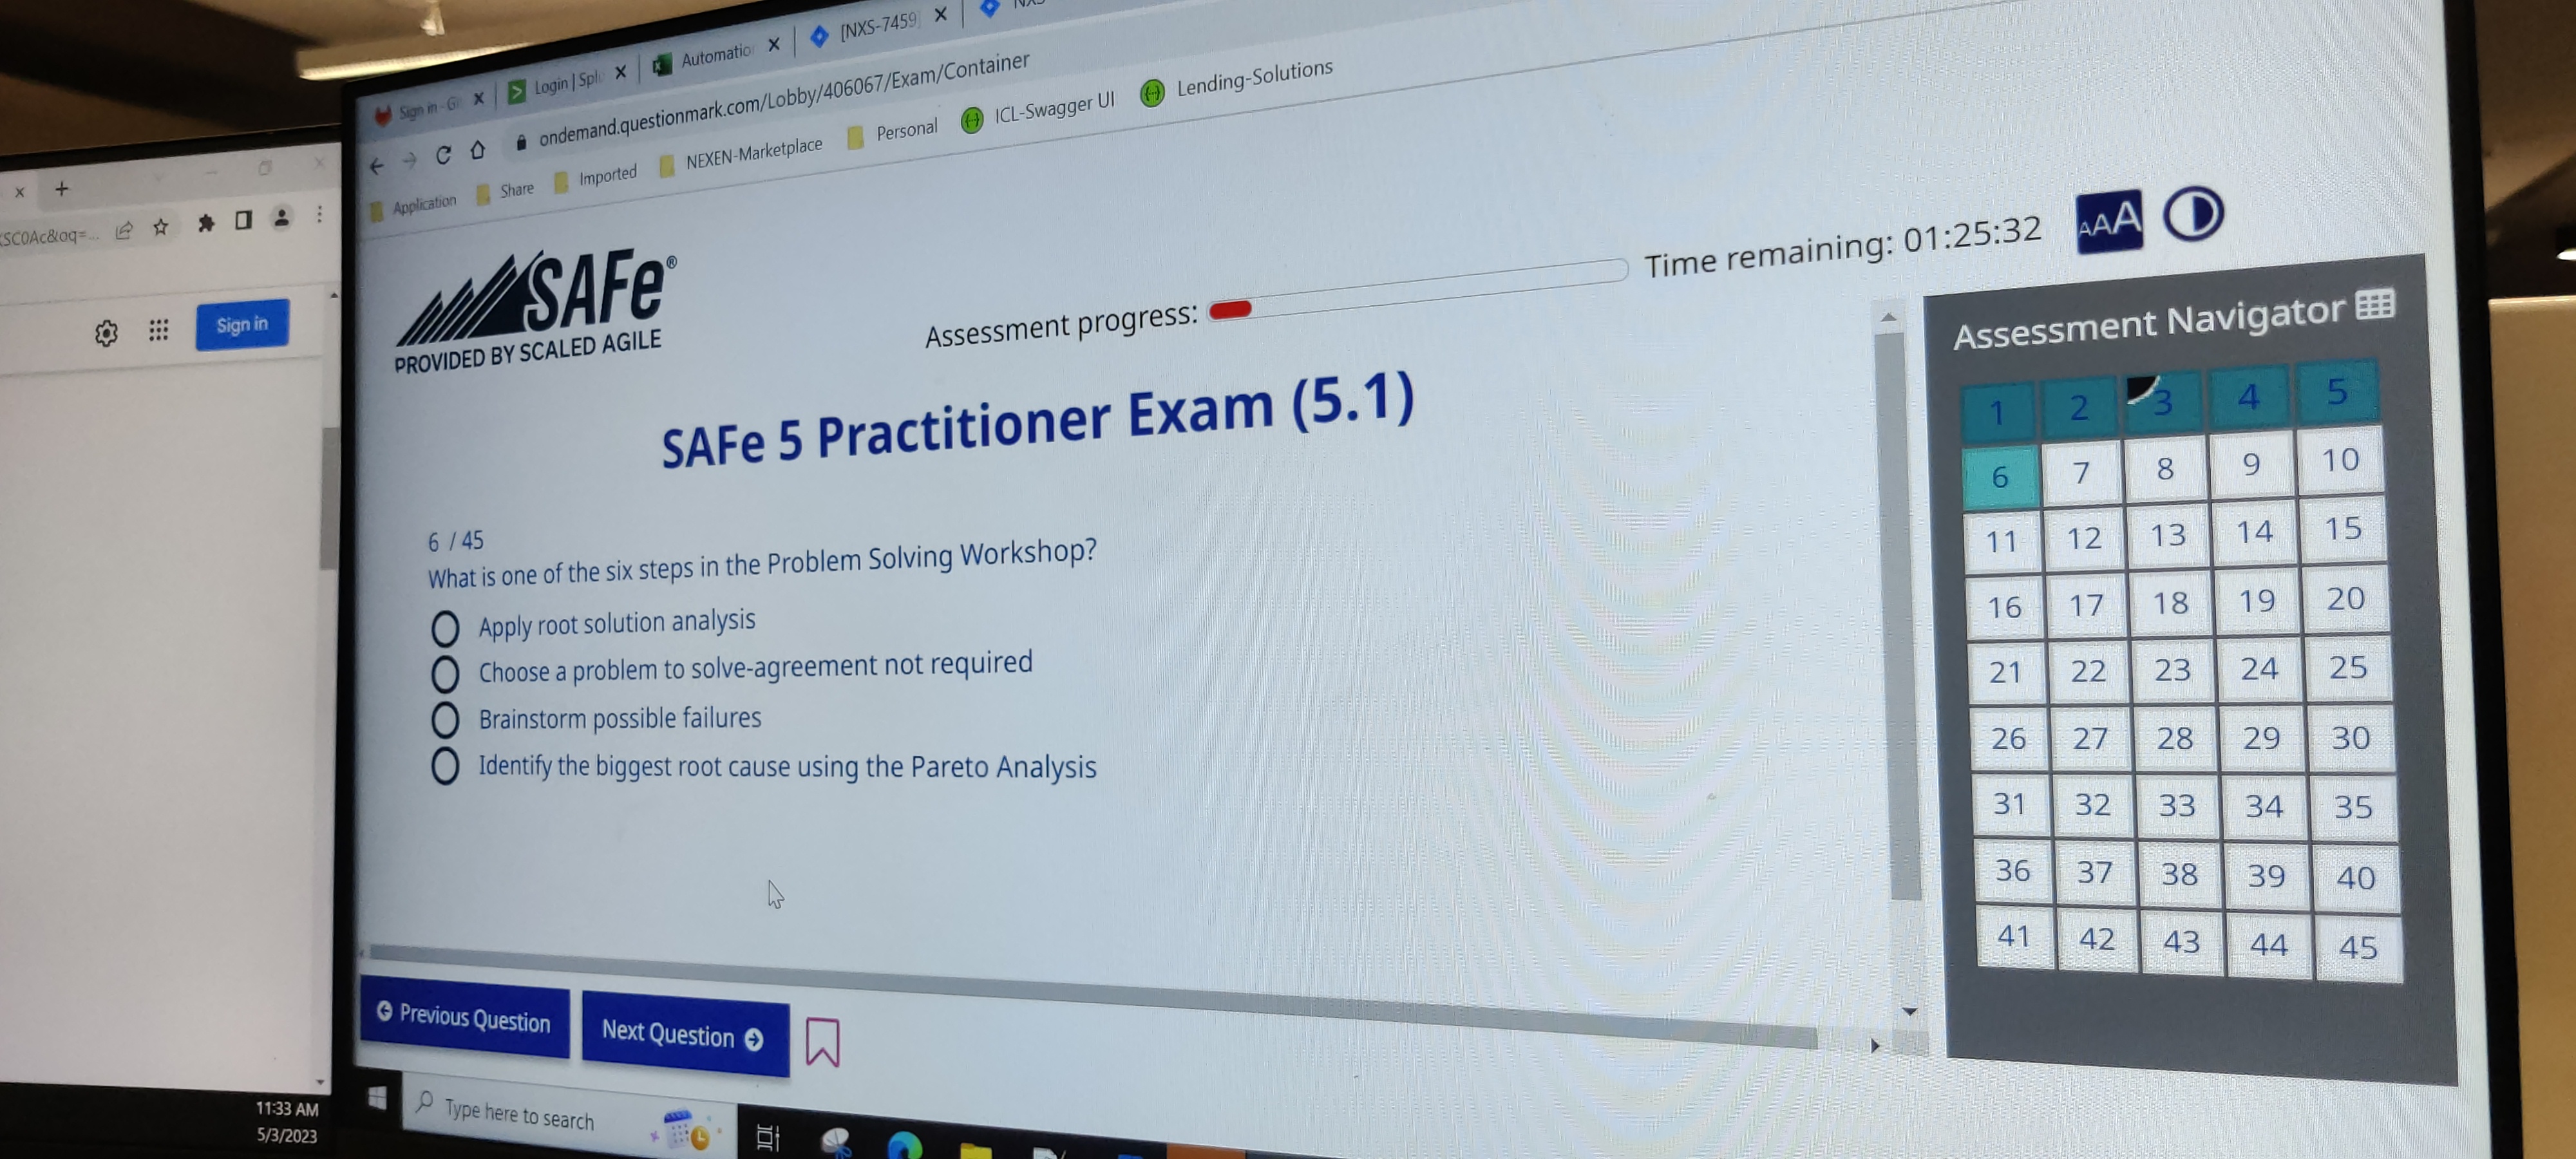 Sign in - Gi
Login | Splu
Automatio
[NXS-7459]
NXS
ondemand.questionmark.com/Lobby/406067/Exam/Container
Application
Share
Imported
NEXEN-Marketplace
Personal
ICL-Swagger UI
Lending-Solutions
SC0Ac&oq=...
Sign in
SAFe®
PROVIDED BY SCALED AGILE
Assessment progress:
Time remaining: 01:25:32
AAA
SAFe 5 Practitioner Exam (5.1)
6 / 45
What is one of the six steps in the Problem Solving Workshop?
Apply root solution analysis
Choose a problem to solve-agreement not required
Brainstorm possible failures
Identify the biggest root cause using the Pareto Analysis
Previous Question
Next Question
Assessment Navigator
1 2 3 4 5
6 7 8 9 10
11 12 13 14 15
16 17 18 19 20
21 22 23 24 25
26 27 28 29 30
31 32 33 34 35
36 37 38 39 40
41 42 43 44 45
11:33 AM
5/3/2023
Type here to search